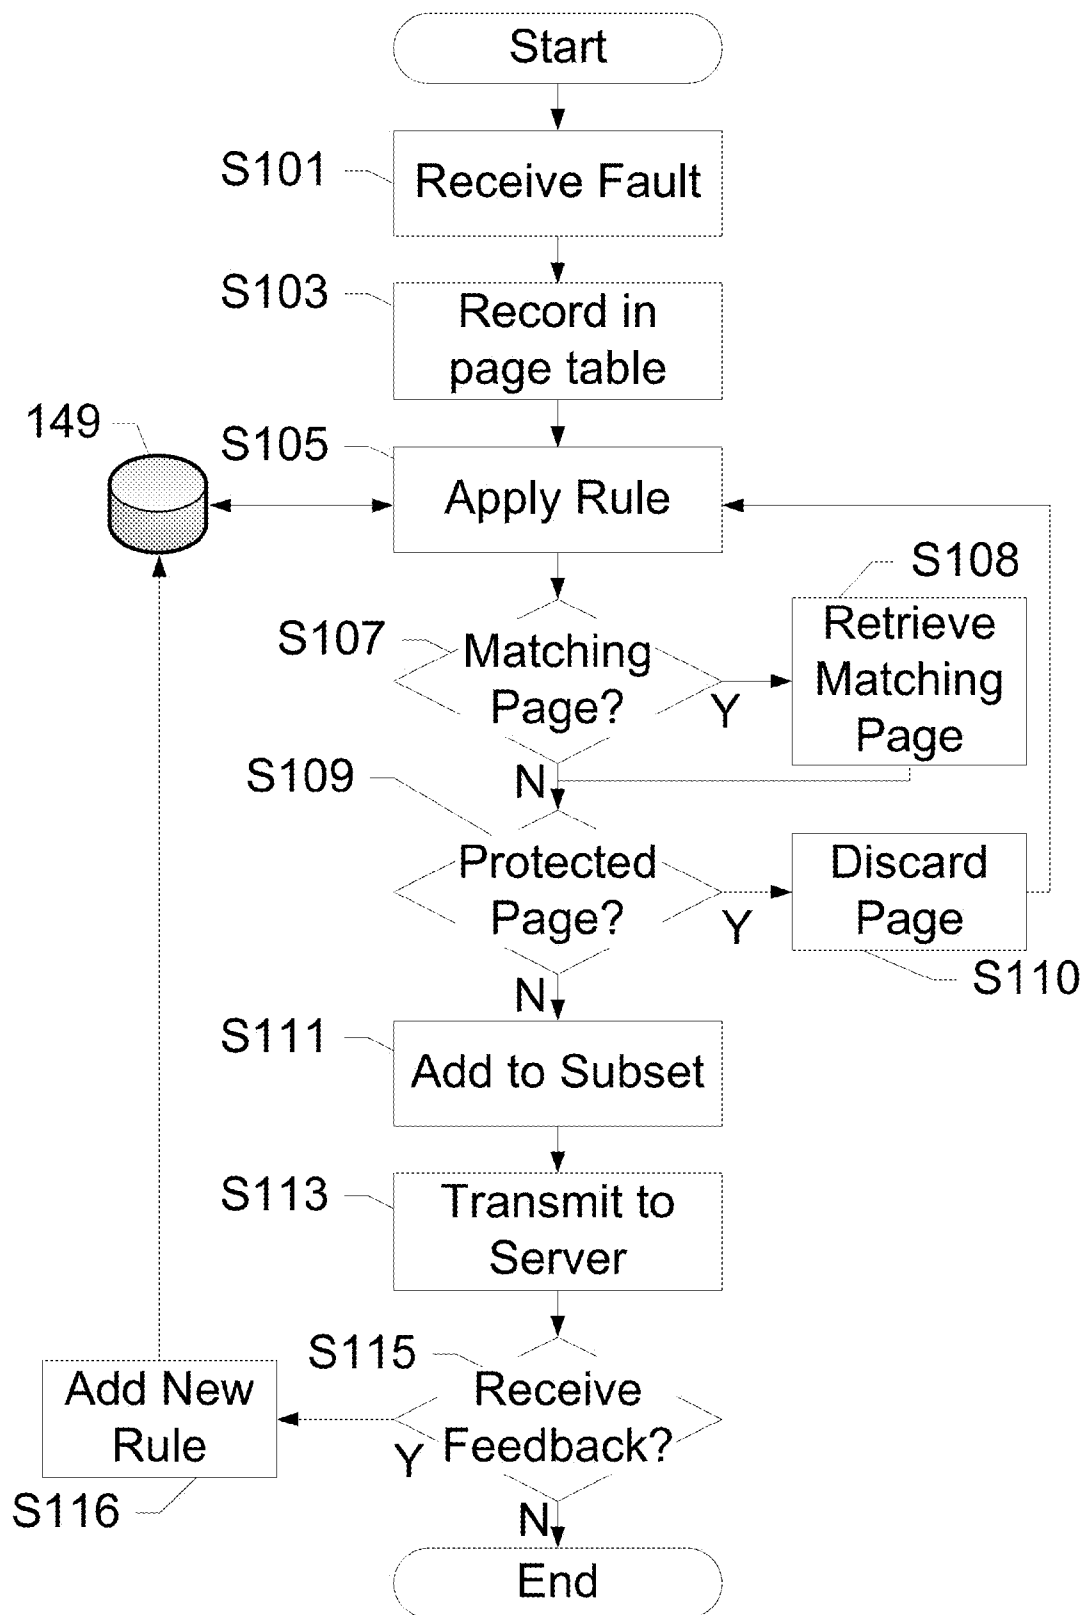 Start
S101
Receive Fault
S103
Record in
page table
149
S105
Apply Rule
S108
S107
Matching
Page?
Y
Retrieve
Matching
Page
S109
N
Protected
Page?
Y
Discard
Page
S110
N
S111
Add to Subset
S113
Transmit to
Server
S115
Receive
Feedback?
Y
Add New
Rule
S116
N
End